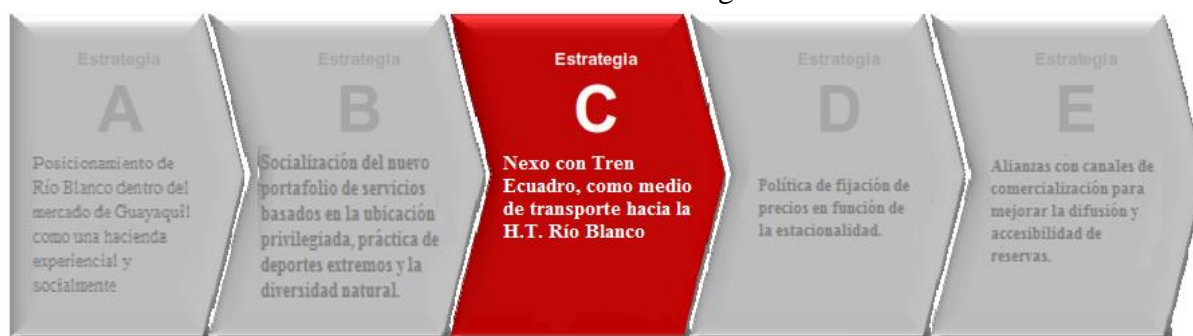 Estrategia
A
Posicionamiento de
Río Blanco dentro del
mercado de Guayaquil
como una hacienda
experiencial y
socialmente
Estrategia
B
Socialización del nuevo
portafolio de servicios
basados en la ubicación
privilegiada, práctica de
deportes extremos y la
diversidad natural.
Estrategia
C
Nexo con Tren
Ecuadro, como medio
de transporte hacia la
H.T. Río Blanco
Estrategia
D
Política de fijación de
precios en función de
la estacionalidad.
Estrategia
E
Alianzas con canales de
comercialización para
mejorar la difusión y
accesibilidad de
reservas.